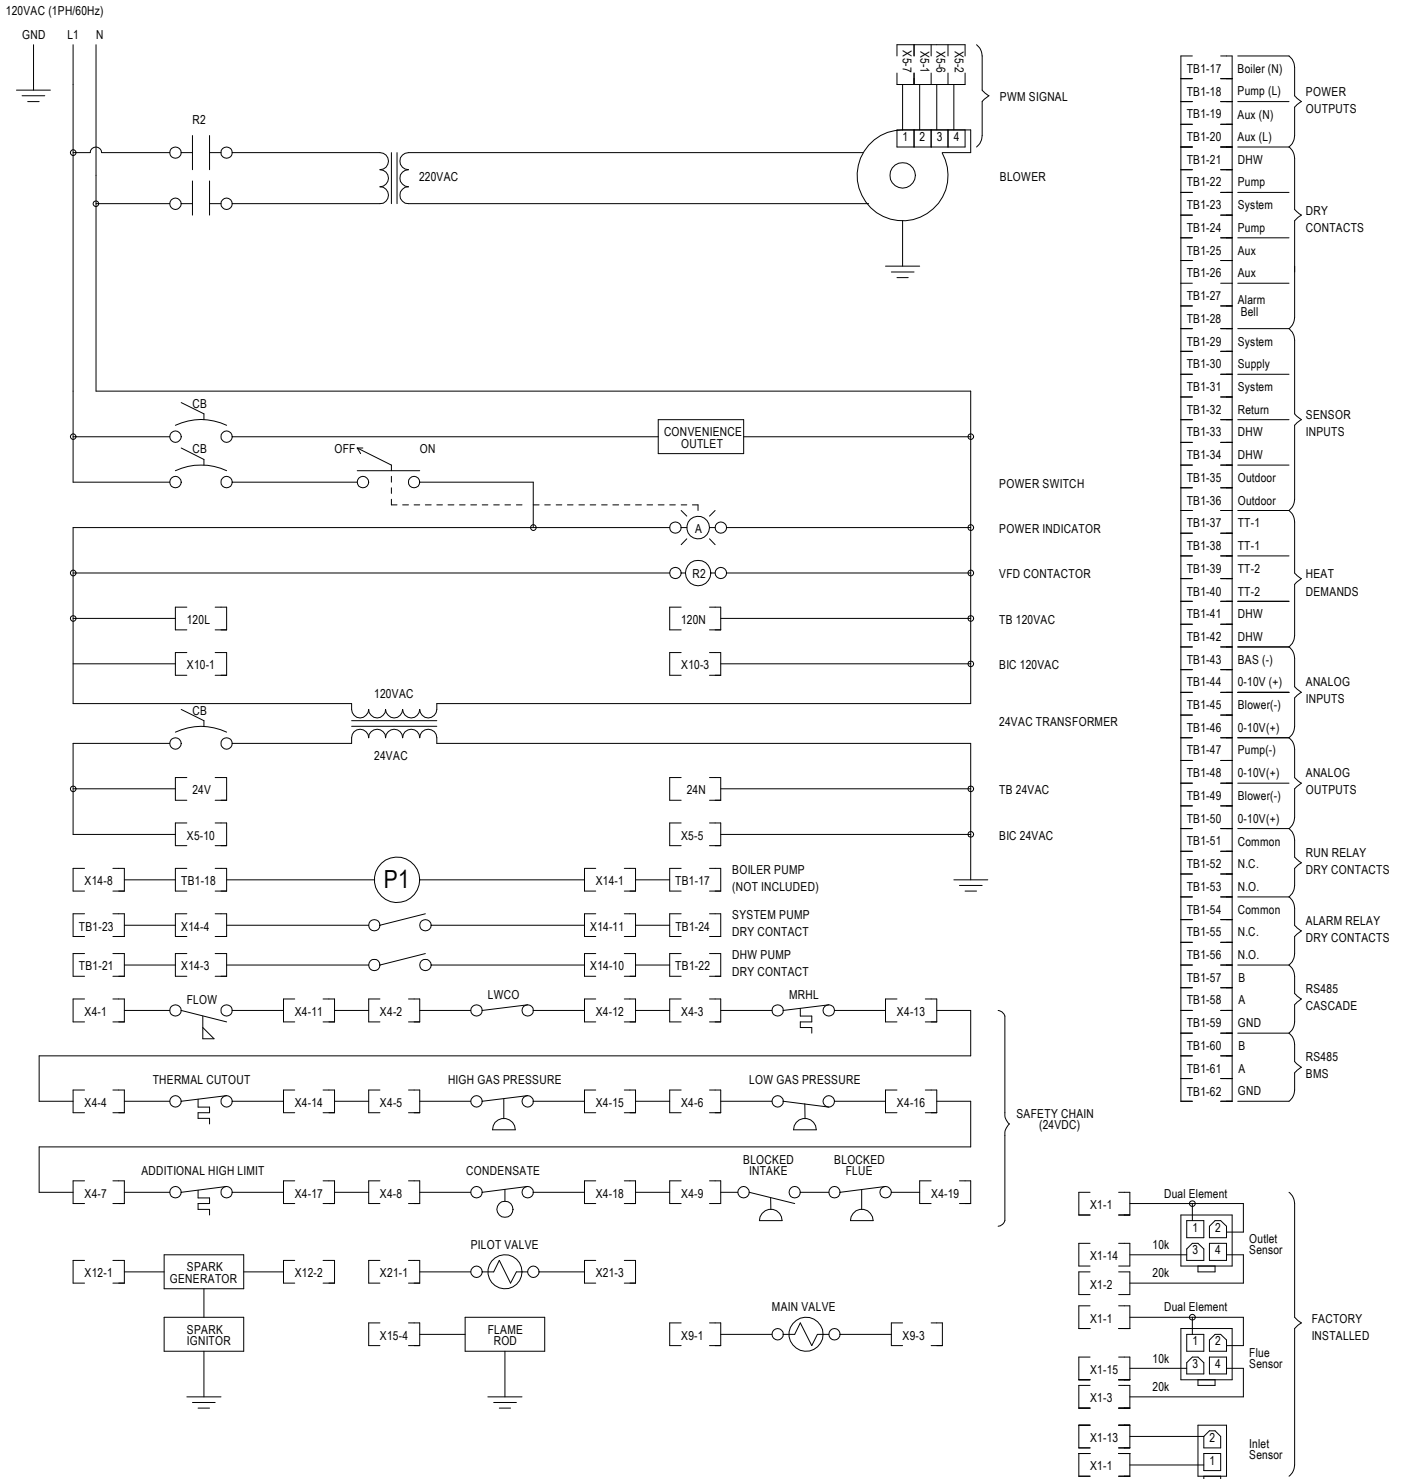 120VAC (1PH/60Hz)
GND L1 N
R2
220VAC
X5-7 X5-1 X5-6 X5-2
1 2 3 4
PWM SIGNAL
BLOWER
CB
CONVENIENCE
OUTLET
CB
OFF ON
POWER SWITCH
A
POWER INDICATOR
R2
VFD CONTACTOR
120L 120N TB 120VAC
X10-1 X10-3 BIC 120VAC
120VAC
CB
24VAC TRANSFORMER
24VAC
24V 24N TB 24VAC
X5-10 X5-5 BIC 24VAC
X14-8 TB1-18 P1 X14-1 TB1-17
BOILER PUMP
(NOT INCLUDED)
TB1-23 X14-4 X14-11 TB1-24
SYSTEM PUMP
DRY CONTACT
TB1-21 X14-3 X14-10 TB1-22
DHW PUMP
DRY CONTACT
FLOW LWCO MRHL
X4-1 X4-11 X4-2 X4-12 X4-3 X4-13
THERMAL CUTOUT HIGH GAS PRESSURE LOW GAS PRESSURE
X4-4 X4-14 X4-5 X4-15 X4-6 X4-16
SAFETY CHAIN
(24VDC)
ADDITIONAL HIGH LIMIT CONDENSATE
BLOCKED
INTAKE
BLOCKED
FLUE
X4-7 X4-17 X4-8 X4-18 X4-9 X4-19
PILOT VALVE
X12-1
SPARK
GENERATOR
X12-2 X21-1 X21-3
SPARK
IGNITOR
X15-4
FLAME
ROD
MAIN VALVE
X9-1 X9-3
TB1-17 Boiler (N)
TB1-18 Pump (L)
TB1-19 Aux (N)
TB1-20 Aux (L)
POWER
OUTPUTS
TB1-21 DHW
TB1-22 Pump
TB1-23 System
TB1-24 Pump
TB1-25 Aux
TB1-26 Aux
TB1-27 Alarm
TB1-28 Bell
DRY
CONTACTS
TB1-29 System
TB1-30 Supply
TB1-31 System
TB1-32 Return
TB1-33 DHW
TB1-34 DHW
TB1-35 Outdoor
TB1-36 Outdoor
SENSOR
INPUTS
TB1-37 TT-1
TB1-38 TT-1
TB1-39 TT-2
TB1-40 TT-2
TB1-41 DHW
TB1-42 DHW
HEAT
DEMANDS
TB1-43 BAS (-)
TB1-44 0-10V (+)
TB1-45 Blower(-)
TB1-46 0-10V(+)
ANALOG
INPUTS
TB1-47 Pump(-)
TB1-48 0-10V(+)
TB1-49 Blower(-)
TB1-50 0-10V(+)
ANALOG
OUTPUTS
TB1-51 Common
TB1-52 N.C.
TB1-53 N.O.
RUN RELAY
DRY CONTACTS
TB1-54 Common
TB1-55 N.C.
TB1-56 N.O.
ALARM RELAY
DRY CONTACTS
TB1-57 B
TB1-58 A
TB1-59 GND
RS485
CASCADE
TB1-60 B
TB1-61 A
TB1-62 GND
RS485
BMS
X1-1 Dual Element
1 2
X1-14 10k 3 4
X1-2 20k
Outlet
Sensor
X1-1 Dual Element
1 2
X1-15 10k 3 4
X1-3 20k
Flue
Sensor
X1-13 2
X1-1 1
Inlet
Sensor
FACTORY
INSTALLED